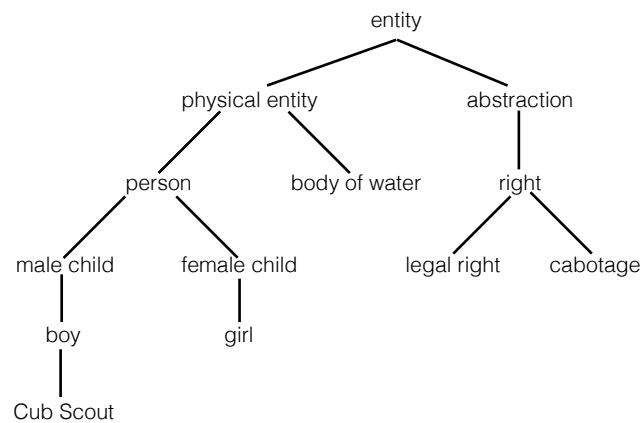 entity
physical entity
abstraction
person
body of water
right
male child
female child
legal right
cabotage
boy
girl
Cub Scout